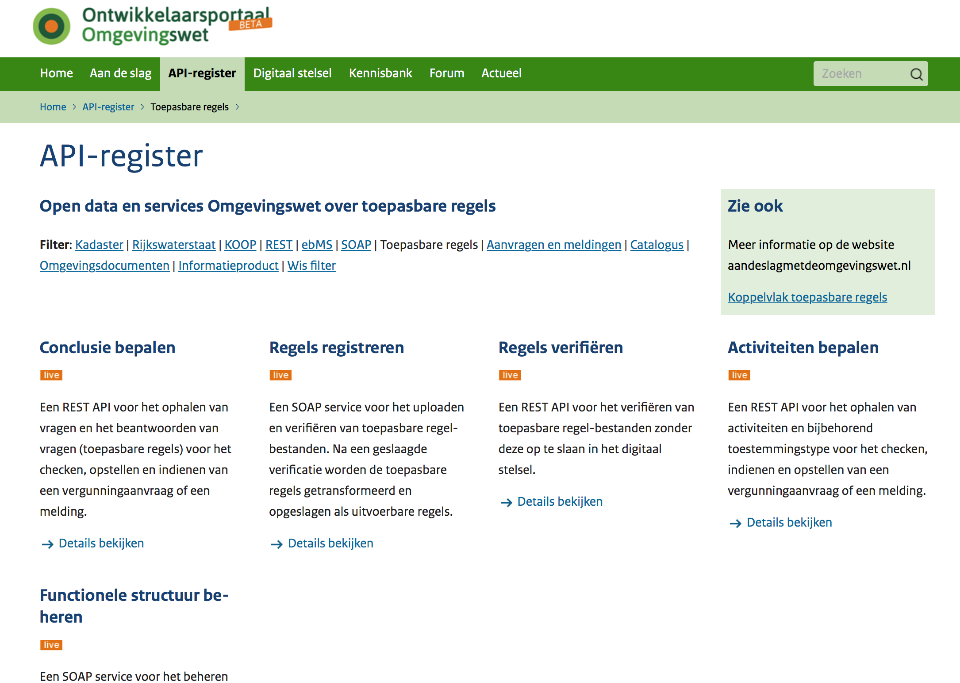 Ontwikkelaarsportaal
BETA
Omgevingswet
Home Aan de slag API-register Digitaal stelsel Kennisbank Forum Actueel Zoeken
Home > API-register > Toepasbare regels >
API-register
Open data en services Omgevingswet over toepasbare regels
Filter: Kadaster | Rijkswaterstaat | KOOP | REST | ebMS | SOAP | Toepasbare regels | Aanvragen en meldingen | Catalogus |
Omgevingsdocumenten | Informatieproduct | Wis filter
Zie ook
Meer informatie op de website
aandeslagmetdeomgevingswet.nl
Koppelvlak toepasbare regels
Conclusie bepalen
live
Een REST API voor het ophalen van
vragen en het beantwoorden van
vragen (toepasbare regels) voor het
checken, opstellen en indienen van
een vergunningaanvraag of een
melding.
→ Details bekijken
Regels registreren
live
Een SOAP service voor het uploaden
en verifiëren van toepasbare regel-
bestanden. Na een geslaagde
verificatie worden de toepasbare
regels getransformeerd en
opgeslagen als uitvoerbare regels.
→ Details bekijken
Regels verifiëren
live
Een REST API voor het verifiëren van
toepasbare regel-bestanden zonder
deze op te slaan in het digitaal
stelsel.
→ Details bekijken
Activiteiten bepalen
live
Een REST API voor het ophalen van
activiteiten en bijbehorend
toestemmingstype voor het checken,
indienen en opstellen van een
vergunningaanvraag of een melding.
→ Details bekijken
Functionele structuur be-
heren
live
Een SOAP service voor het beheren